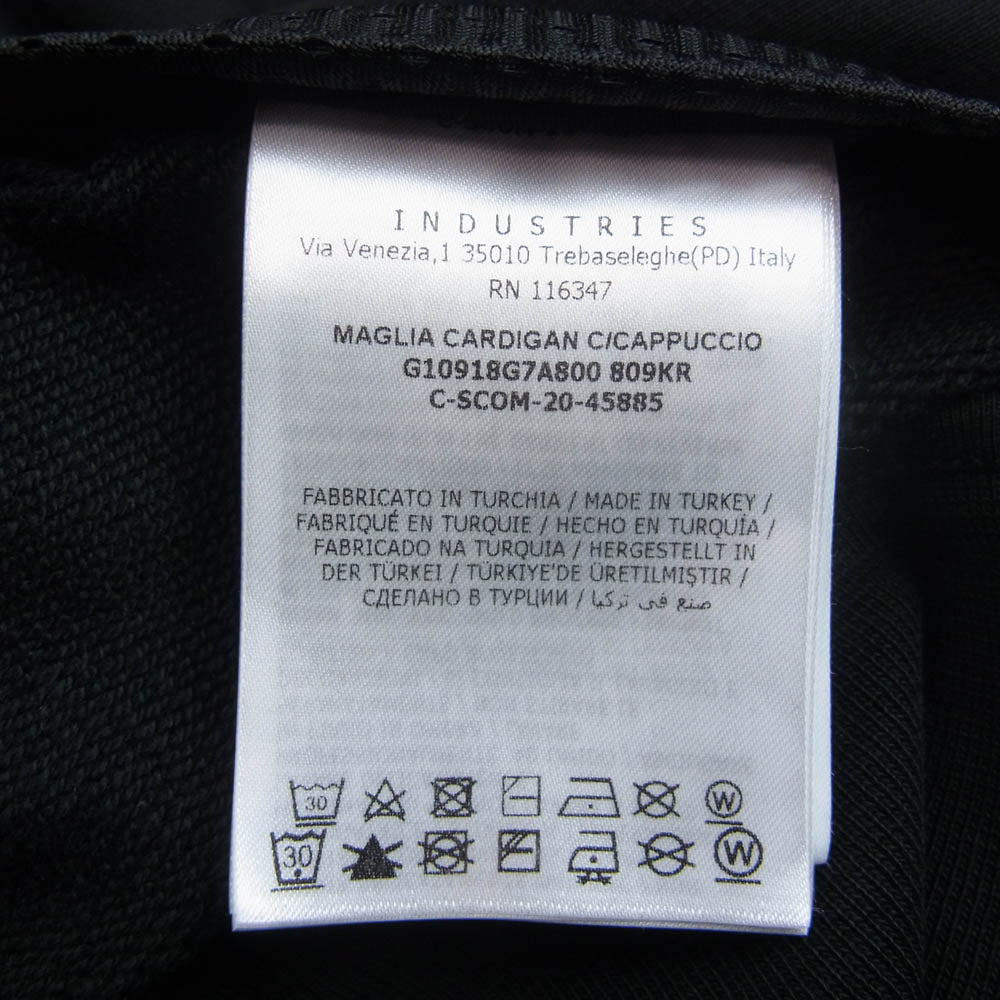 INDUSTRIES
Via Venezia,1 35010 Trebaseleghe(PD) Italy
RN 116347
MAGLIA CARDIGAN C/CAPPUCCIO
G10918G7A800 809KR
C-SCOM-20-45885
FABBRICATO IN TURCHIA / MADE IN TURKEY /
FABRIQUÉ EN TURQUIE / HECHO EN TURQUÍA /
FABRICADO NA TURQUIA / HERGESTELLT IN
DER TÜRKEI / TÜRKIYE'DE ÜRETILMIŞTIR /
СДЕЛАНО В ТУРЦИИ / صنع في تركيا
30 W
30 W